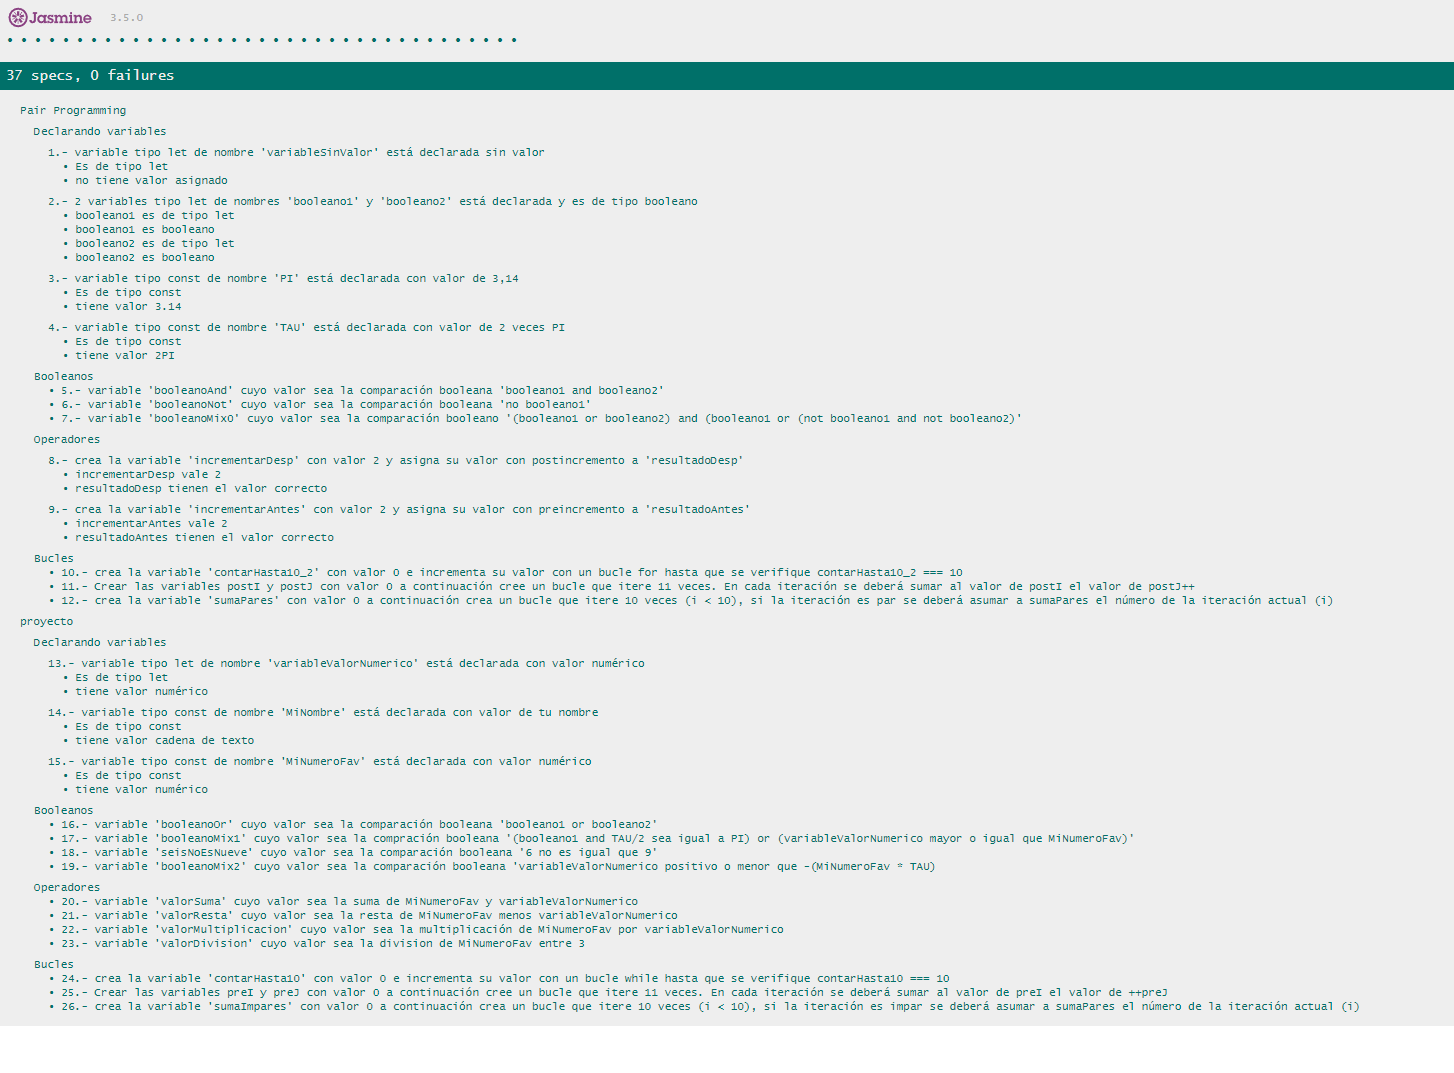 Jasmine 3.5.0
• • • • • • • • • • • • • • • • • • • • • • • • • • • • • • • • • • • • •
37 specs, 0 failures
Pair Programming
Declarando variables
1.- variable tipo let de nombre 'variableSinValor' está declarada sin valor
• Es de tipo let
• no tiene valor asignado
2.- 2 variables tipo let de nombres 'booleano1' y 'booleano2' está declarada y es de tipo booleano
• booleano1 es de tipo let
• booleano1 es booleano
• booleano2 es de tipo let
• booleano2 es booleano
3.- variable tipo const de nombre 'PI' está declarada con valor de 3,14
• Es de tipo const
• tiene valor 3.14
4.- variable tipo const de nombre 'TAU' está declarada con valor de 2 veces PI
• Es de tipo const
• tiene valor 2PI
Booleanos
• 5.- variable 'booleanoAnd' cuyo valor sea la comparación booleana 'booleano1 and booleano2'
• 6.- variable 'booleanoNot' cuyo valor sea la comparación booleana 'no booleano1'
• 7.- variable 'booleanoMix0' cuyo valor sea la comparación booleano '(booleano1 or booleano2) and (booleano1 or (not booleano1 and not booleano2)'
Operadores
8.- crea la variable 'incrementarDesp' con valor 2 y asigna su valor con postincremento a 'resultadoDesp'
• incrementarDesp vale 2
• resultadoDesp tienen el valor correcto
9.- crea la variable 'incrementarAntes' con valor 2 y asigna su valor con preincremento a 'resultadoAntes'
• incrementarAntes vale 2
• resultadoAntes tienen el valor correcto
Bucles
• 10.- crea la variable 'contarHasta10_2' con valor 0 e incrementa su valor con un bucle for hasta que se verifique contarHasta10_2 === 10
• 11.- Crear las variables postI y postJ con valor 0 a continuación cree un bucle que itere 11 veces. En cada iteración se deberá sumar al valor de postI el valor de postJ++
• 12.- crea la variable 'sumaPares' con valor 0 a continuación crea un bucle que itere 10 veces (i < 10), si la iteración es par se deberá asumar a sumaPares el número de la iteración actual (i)
proyecto
Declarando variables
13.- variable tipo let de nombre 'variableValorNumerico' está declarada con valor numérico
• Es de tipo let
• tiene valor numérico
14.- variable tipo const de nombre 'MiNombre' está declarada con valor de tu nombre
• Es de tipo const
• tiene valor cadena de texto
15.- variable tipo const de nombre 'MiNumeroFav' está declarada con valor numérico
• Es de tipo const
• tiene valor numérico
Booleanos
• 16.- variable 'booleanoOr' cuyo valor sea la comparación booleana 'booleano1 or booleano2'
• 17.- variable 'booleanoMix1' cuyo valor sea la compración booleana '(booleano1 and TAU/2 sea igual a PI) or (variableValorNumerico mayor o igual que MiNumeroFav)'
• 18.- variable 'seisNoEsNueve' cuyo valor sea la comparación booleana '6 no es igual que 9'
• 19.- variable 'booleanoMix2' cuyo valor sea la comparación booleana 'variableValorNumerico positivo o menor que -(MiNumeroFav * TAU)
Operadores
• 20.- variable 'valorSuma' cuyo valor sea la suma de MiNumeroFav y variableValorNumerico
• 21.- variable 'valorResta' cuyo valor sea la resta de MiNumeroFav menos variableValorNumerico
• 22.- variable 'valorMultiplicacion' cuyo valor sea la multiplicación de MiNumeroFav por variableValorNumerico
• 23.- variable 'valorDivision' cuyo valor sea la division de MiNumeroFav entre 3
Bucles
• 24.- crea la variable 'contarHasta10' con valor 0 e incrementa su valor con un bucle while hasta que se verifique contarHasta10 === 10
• 25.- Crear las variables preI y preJ con valor 0 a continuación cree un bucle que itere 11 veces. En cada iteración se deberá sumar al valor de preI el valor de ++preJ
• 26.- crea la variable 'sumaImpares' con valor 0 a continuación crea un bucle que itere 10 veces (i < 10), si la iteración es impar se deberá asumar a sumaPares el número de la iteración actual (i)